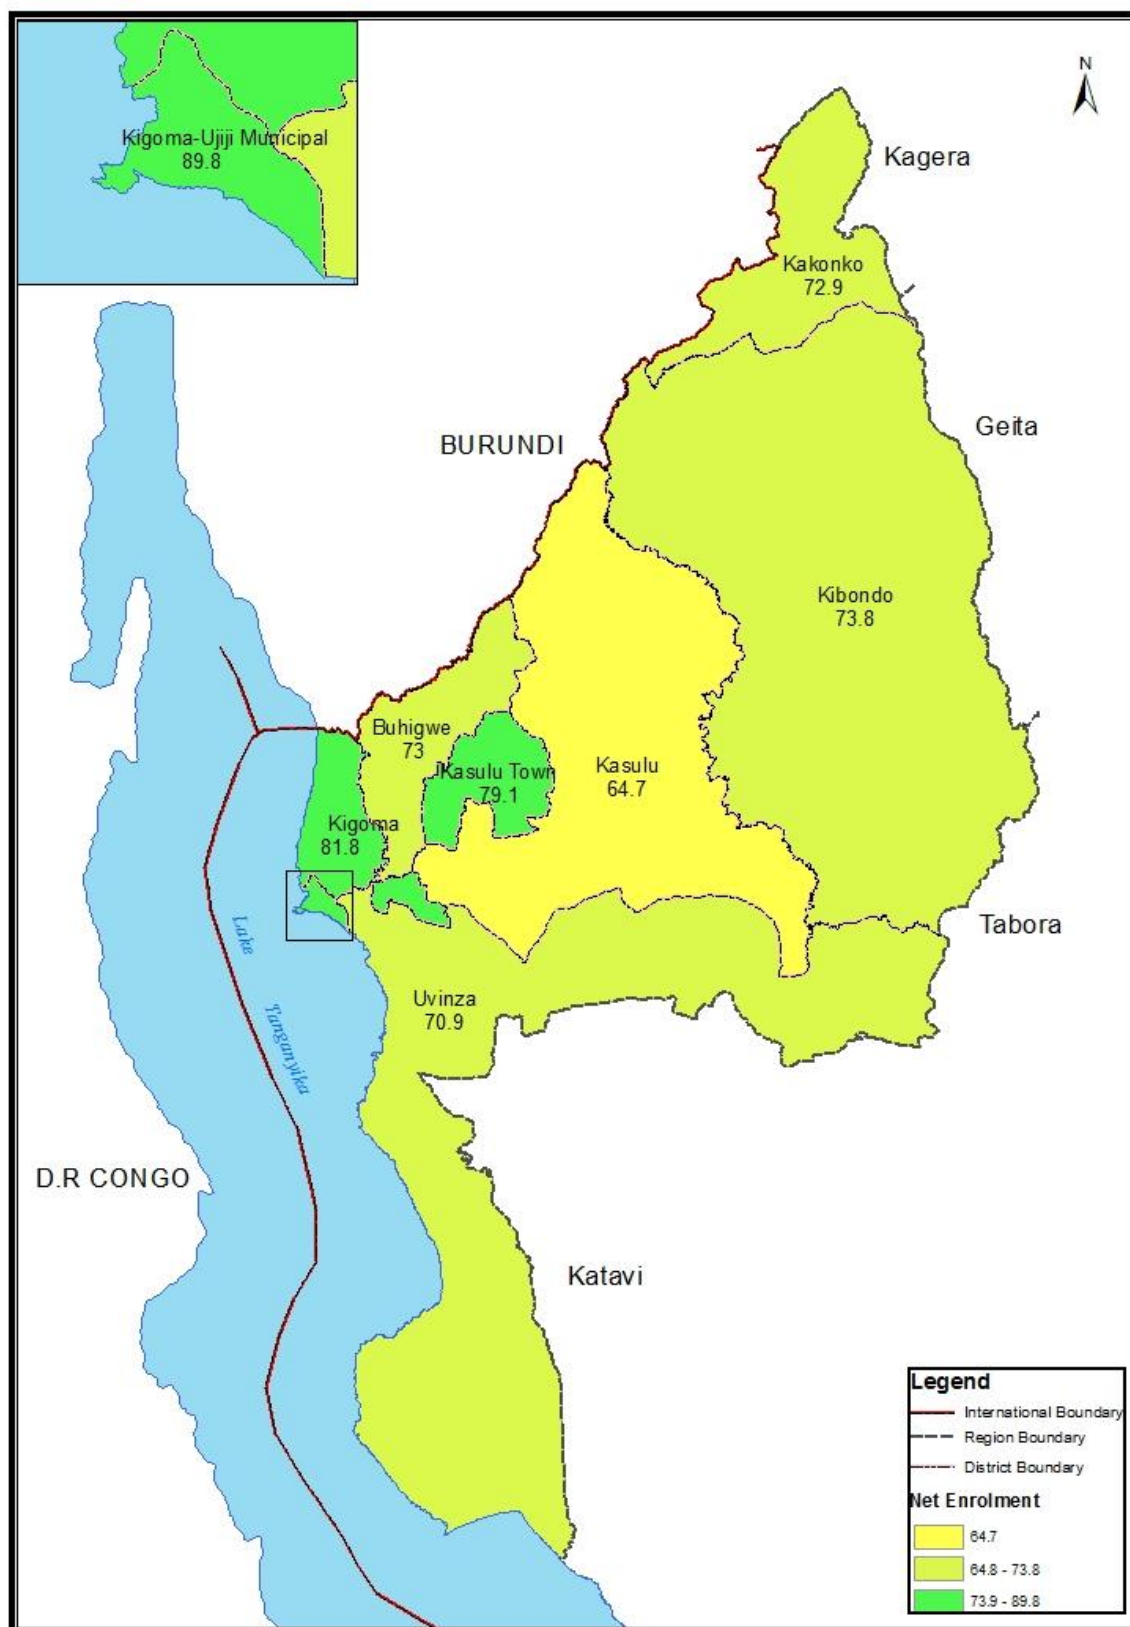 N
Kigoma-Ujiji Municipal
89.8
Kagera
Kakonko
72.9
Geita
BURUNDI
Kibondo
73.8
Buhigwe
73
Kasulu Town
79.1
Kasulu
64.7
Kigoma
81.8
Lake
Tanganyika
Tabora
Uvinza
70.9
D.R CONGO
Katavi
Legend
International Boundary
Region Boundary
District Boundary
Net Enrolment
64.7
64.8 - 73.8
73.9 - 89.8